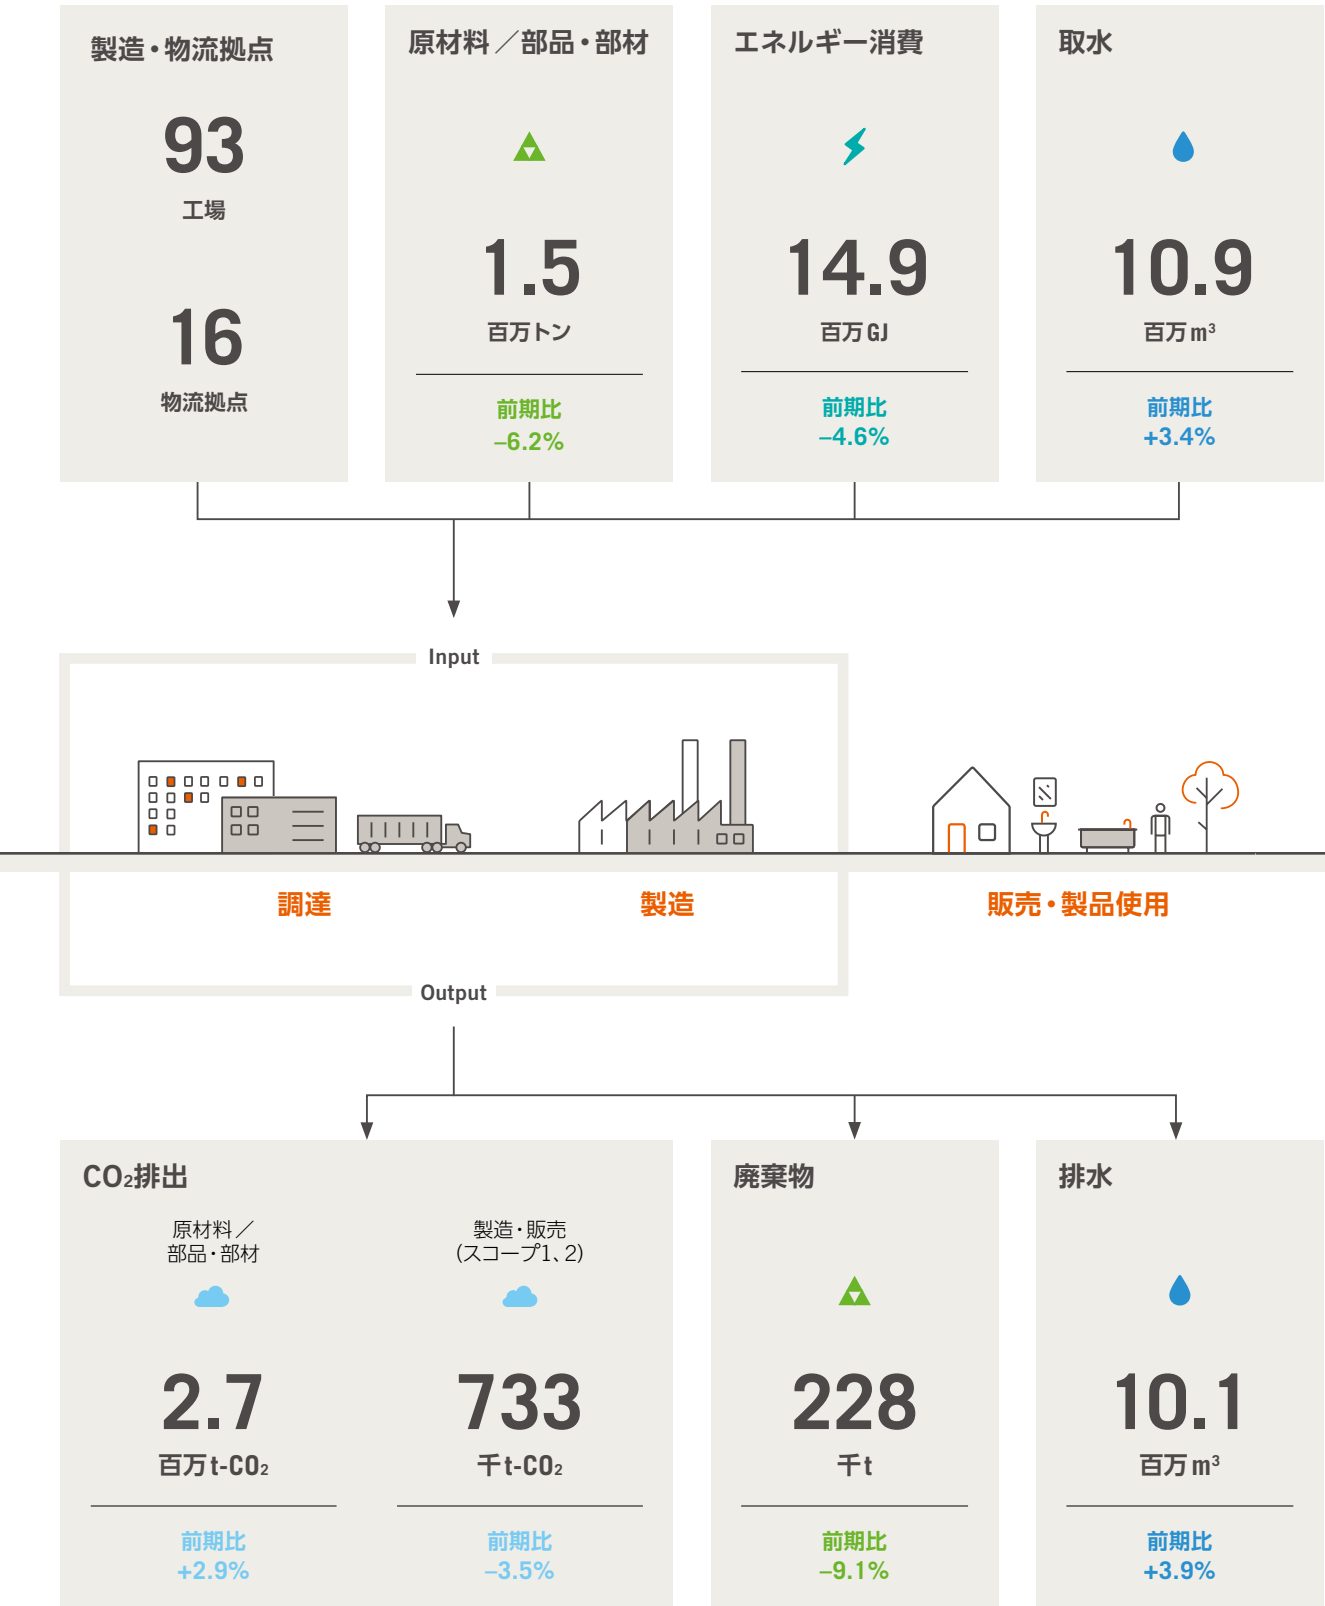 製造・物流拠点
93
工場
16
物流拠点
原材料／部品・部材
1.5
百万トン
前期比
–6.2%
エネルギー消費
14.9
百万GJ
前期比
–4.6%
取水
10.9
百万m³
前期比
+3.4%
Input
調達
製造
販売・製品使用
Output
CO₂排出
原材料／
部品・部材
2.7
百万t-CO₂
前期比
+2.9%
製造・販売
(スコープ1、2)
733
千t-CO₂
前期比
–3.5%
廃棄物
228
千t
前期比
–9.1%
排水
10.1
百万m³
前期比
+3.9%